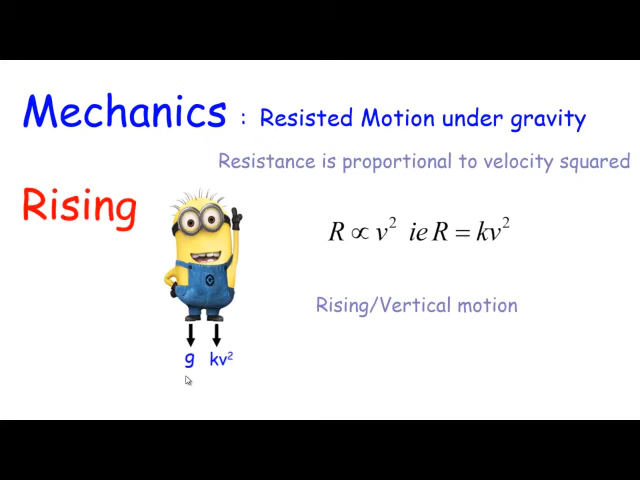 Mechanics : Resisted Motion under gravity
Resistance is proportional to velocity squared
Rising
R ∝ v² ie R = kv²
Rising/Vertical motion
g kv²